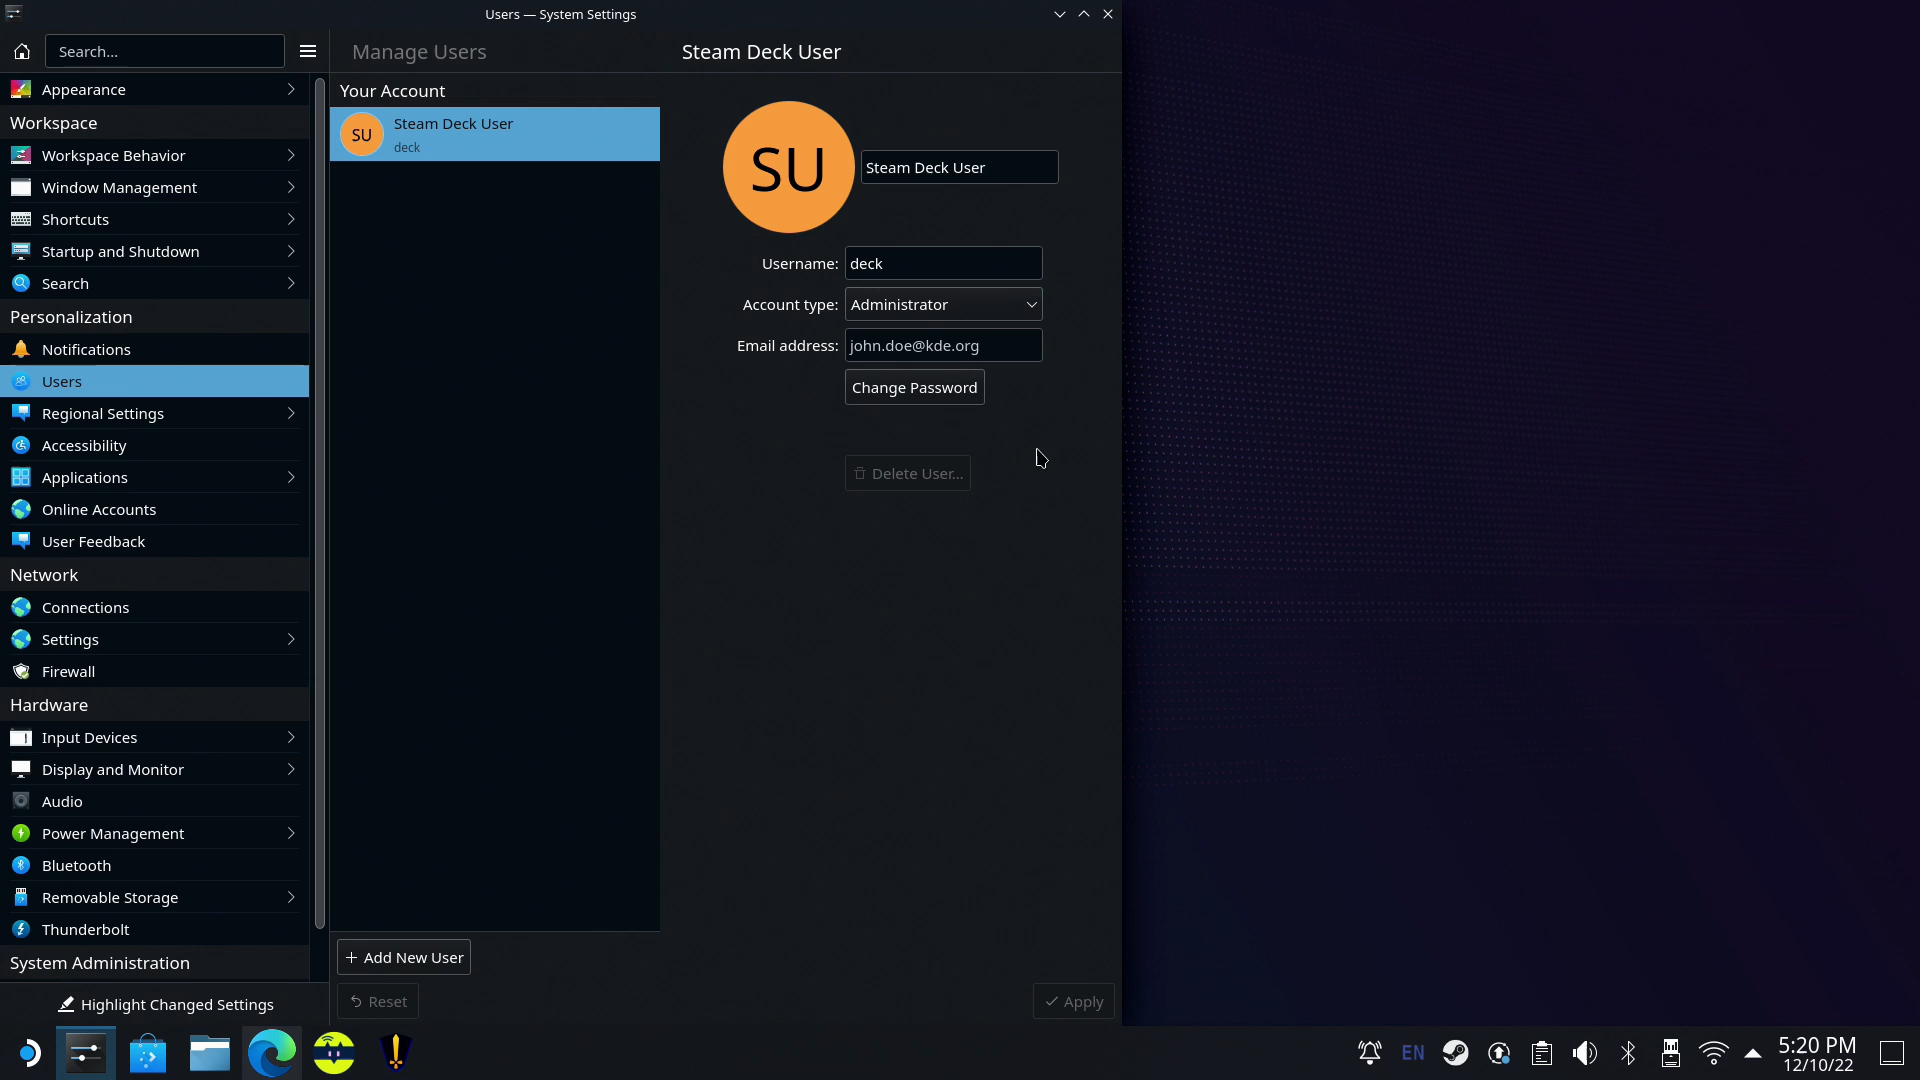 Users — System Settings
Search...
Manage Users
Steam Deck User
Appearance
Workspace
Workspace Behavior
Window Management
Shortcuts
Startup and Shutdown
Search
Personalization
Notifications
Users
Regional Settings
Accessibility
Applications
Online Accounts
User Feedback
Network
Connections
Settings
Firewall
Hardware
Input Devices
Display and Monitor
Audio
Power Management
Bluetooth
Removable Storage
Thunderbolt
System Administration
Highlight Changed Settings
Your Account
SU
Steam Deck User
deck
Add New User
Reset
SU
Steam Deck User
Username: deck
Account type: Administrator
Email address: john.doe@kde.org
Change Password
Delete User...
Apply
EN
5:20 PM
12/10/22